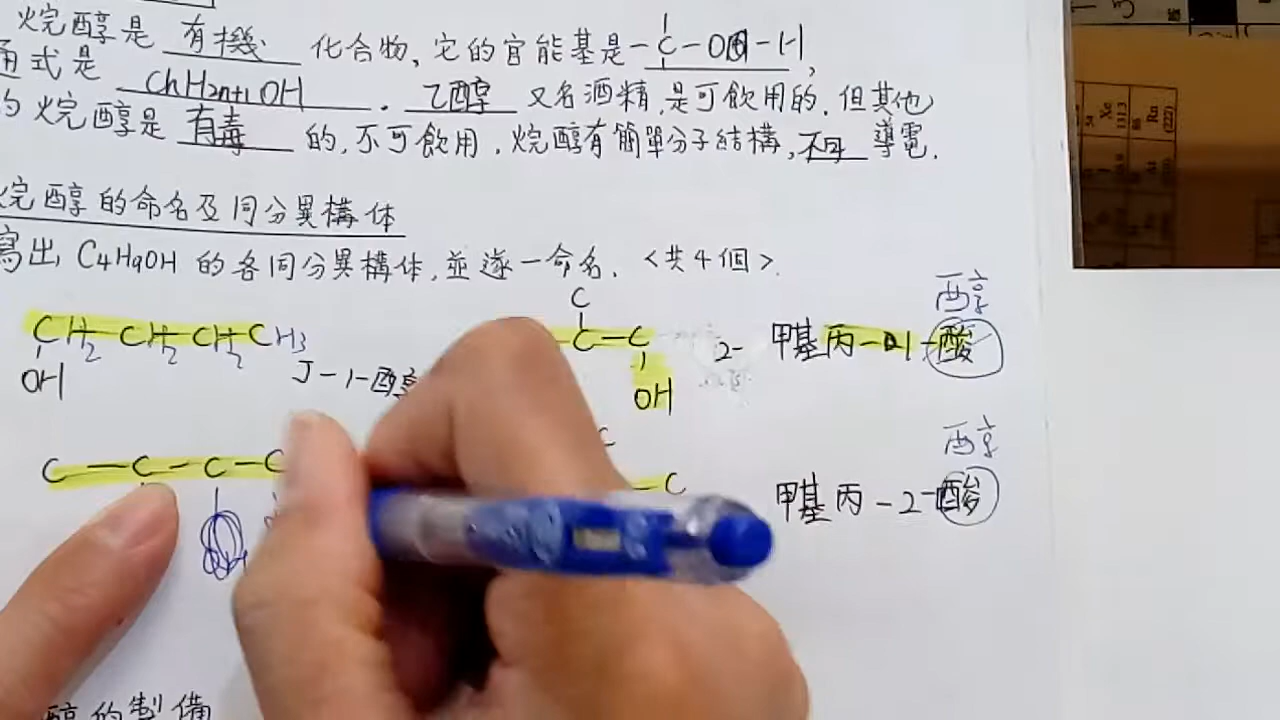 烷醇是 有機 化合物, 它的官能基是 -C-O-H,
通式是 CnH2n+1OH . 乙醇 又名酒精,是可飲用的.但其他
的烷醇是 有毒 的,不可飲用.烷醇有簡單分子結構, 導電.
烷醇的命名及同分異構体
寫出 C4H9OH 的各同分異構体,並逐一命名. <共4個>.
CH2-CH2-CH2-CH3
OH
丁-1-醇
C
C-C
OH
2-甲基丙-1-酸
醇
C-C-C-C
C
C
甲基丙-2-酸
醇
醇的製備